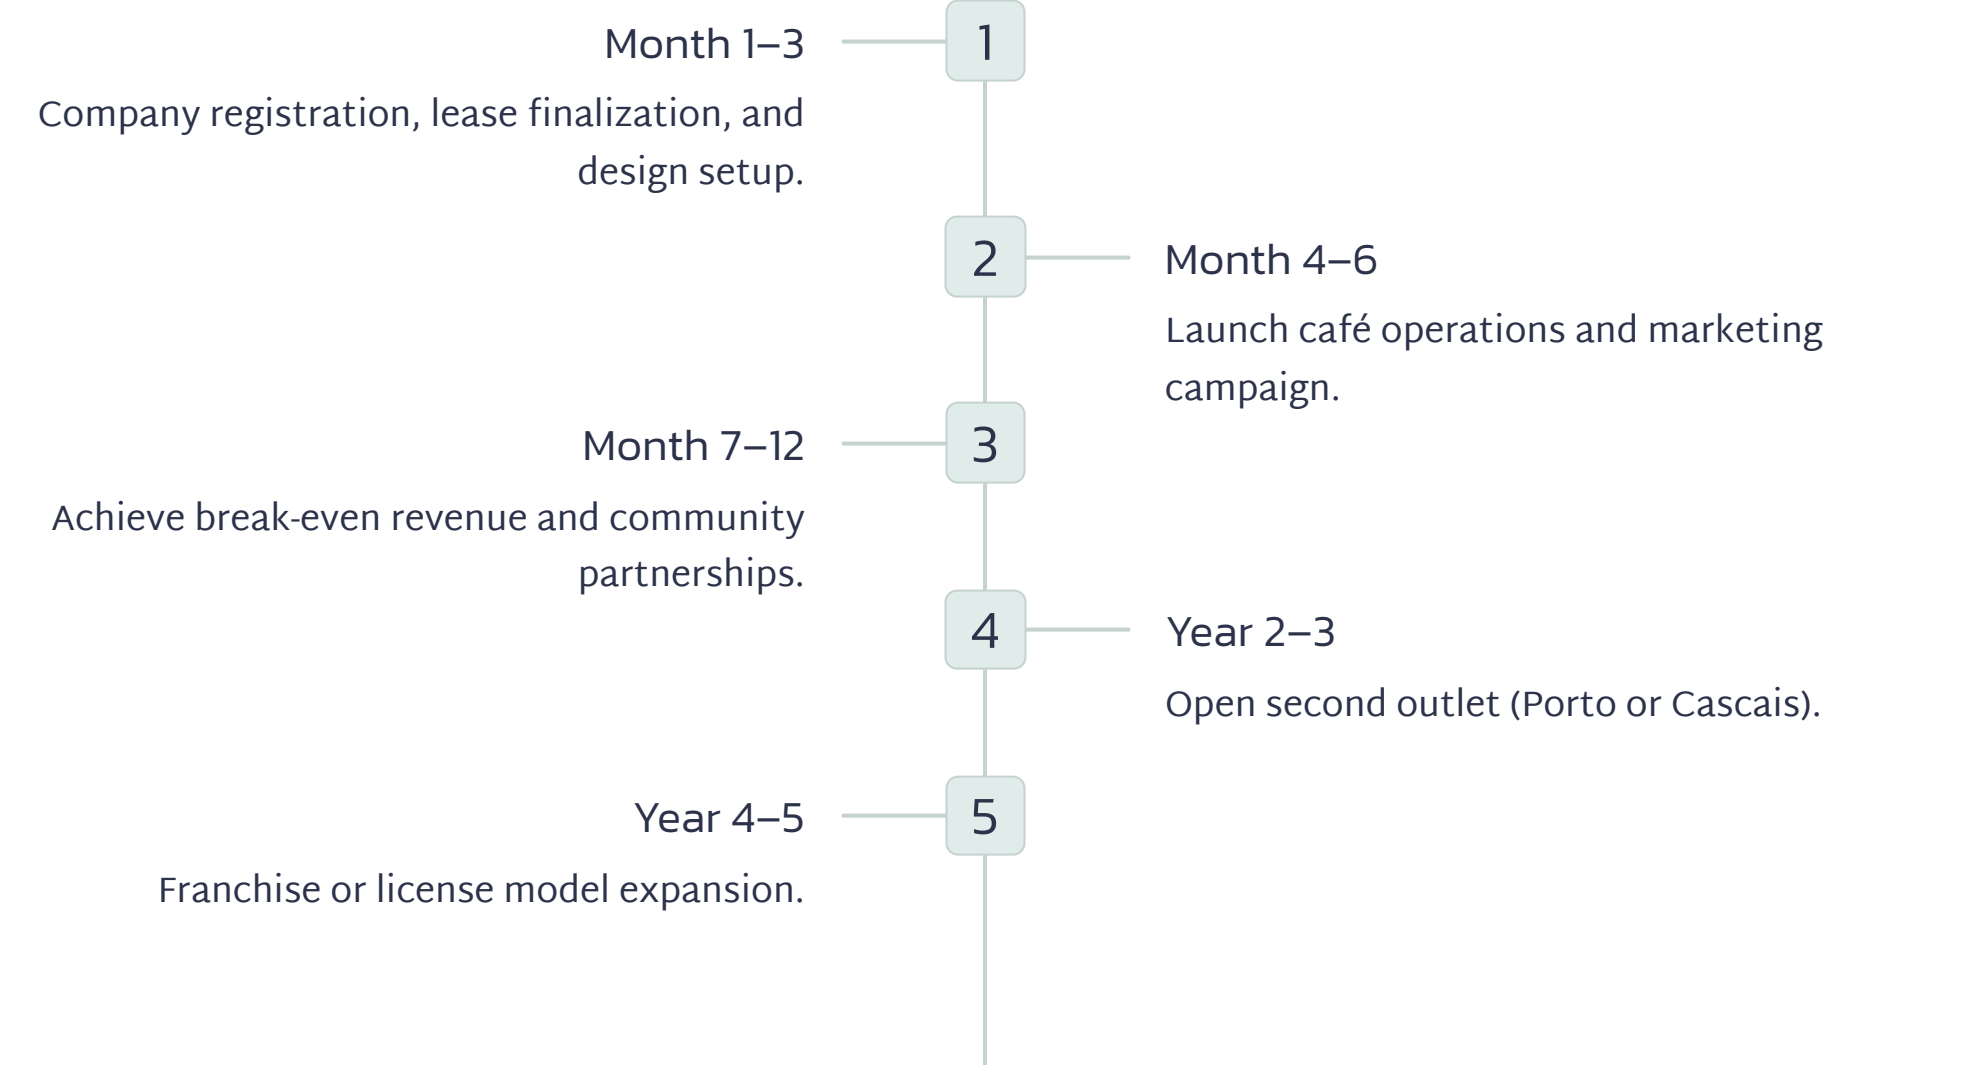 1
Month 1–3
Company registration, lease finalization, and
design setup.
2
Month 4–6
Launch café operations and marketing
campaign.
3
Month 7–12
Achieve break-even revenue and community
partnerships.
4
Year 2–3
Open second outlet (Porto or Cascais).
5
Year 4–5
Franchise or license model expansion.